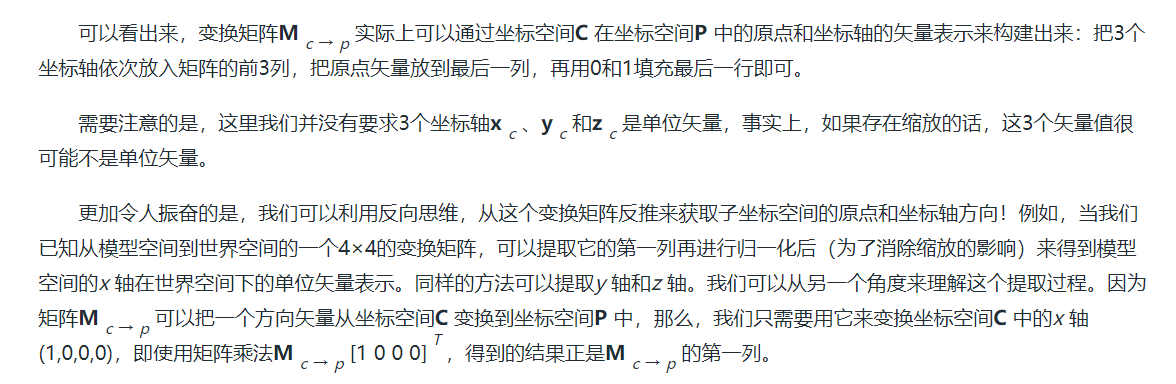 可以看出来，变换矩阵M c→p 实际上可以通过坐标空间C 在坐标空间P 中的原点和坐标轴的矢量表示来构建出来：把3个
坐标轴依次放入矩阵的前3列，把原点矢量放到最后一列，再用0和1填充最后一行即可。
需要注意的是，这里我们并没有要求3个坐标轴x c 、y c 和z c 是单位矢量，事实上，如果存在缩放的话，这3个矢量值很
可能不是单位矢量。
更加令人振奋的是，我们可以利用反向思维，从这个变换矩阵反推来获取子坐标空间的原点和坐标轴方向！例如，当我们
已知从模型空间到世界空间的一个4×4的变换矩阵，可以提取它的第一列再进行归一化后（为了消除缩放的影响）来得到模型
空间的x 轴在世界空间下的单位矢量表示。同样的方法可以提取y 轴和z 轴。我们可以从另一个角度来理解这个提取过程。因为
矩阵M c→p 可以把一个方向矢量从坐标空间C 变换到坐标空间P 中，那么，我们只需要用它来变换坐标空间C 中的x 轴
(1,0,0,0)，即使用矩阵乘法M c→p [1 0 0 0] T ，得到的结果正是M c→p 的第一列。